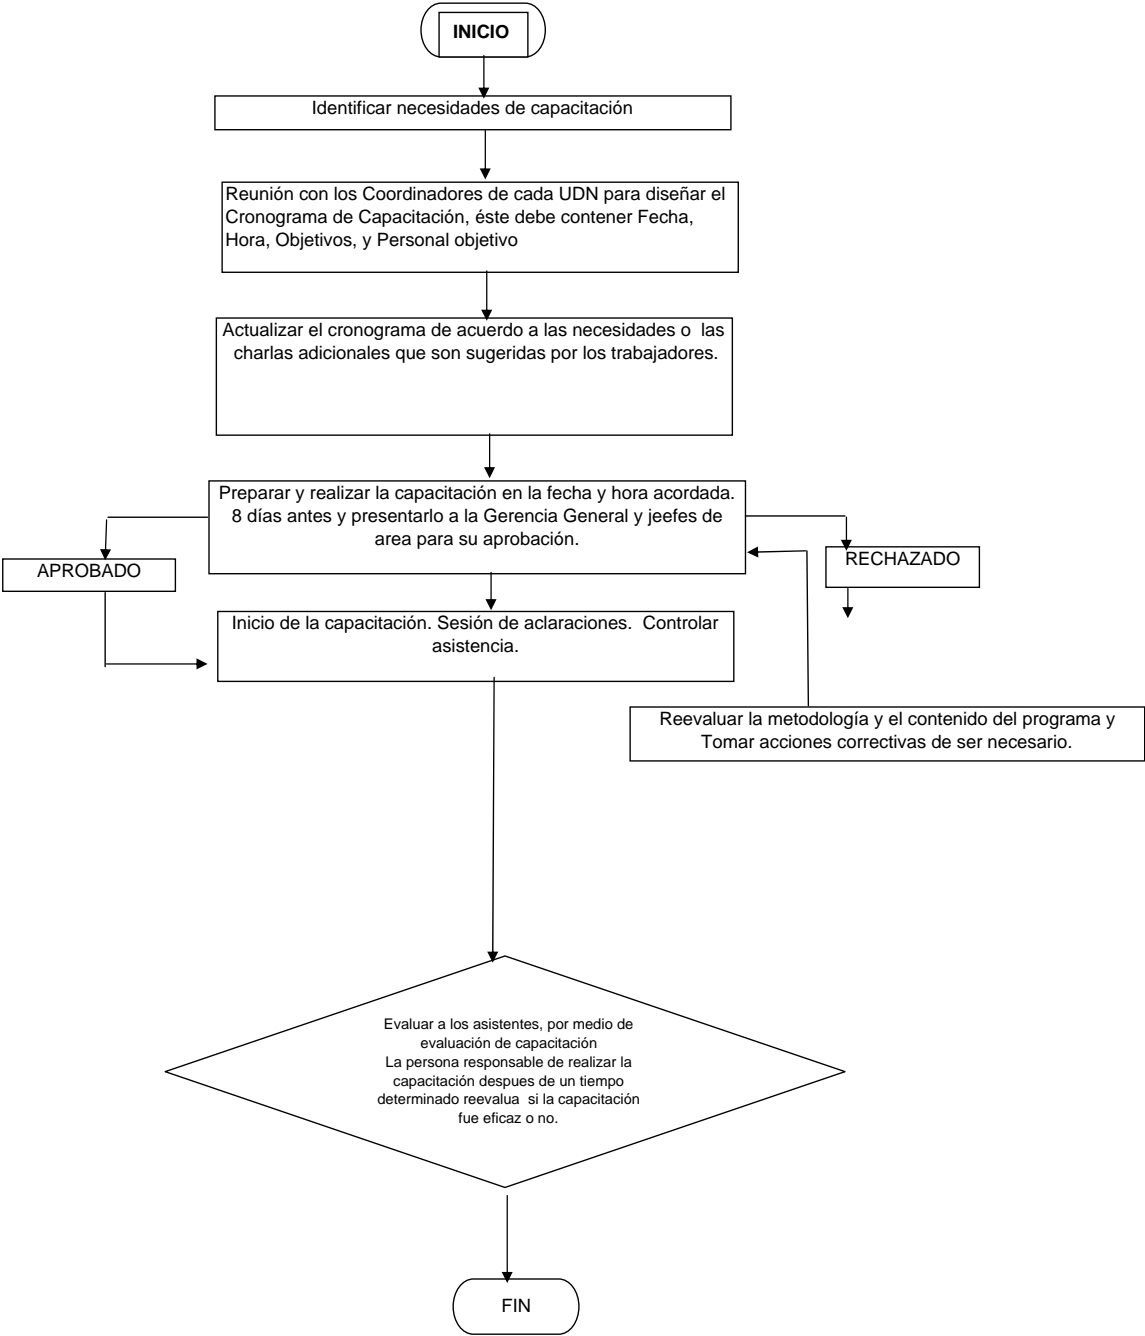 INICIO
Identificar necesidades de capacitación
Reunión con los Coordinadores de cada UDN para diseñar el
Cronograma de Capacitación, éste debe contener Fecha,
Hora, Objetivos, y Personal objetivo
Actualizar el cronograma de acuerdo a las necesidades o  las
charlas adicionales que son sugeridas por los trabajadores.
Preparar y realizar la capacitación en la fecha y hora acordada.
8 días antes y presentarlo a la Gerencia General y jeefes de
area para su aprobación.
APROBADO
RECHAZADO
Inicio de la capacitación. Sesión de aclaraciones.  Controlar
asistencia.
Reevaluar la metodología y el contenido del programa y
Tomar acciones correctivas de ser necesario.
Evaluar a los asistentes, por medio de
evaluación de capacitación
La persona responsable de realizar la
capacitación despues de un tiempo
determinado reevalua  si la capacitación
fue eficaz o no.
FIN